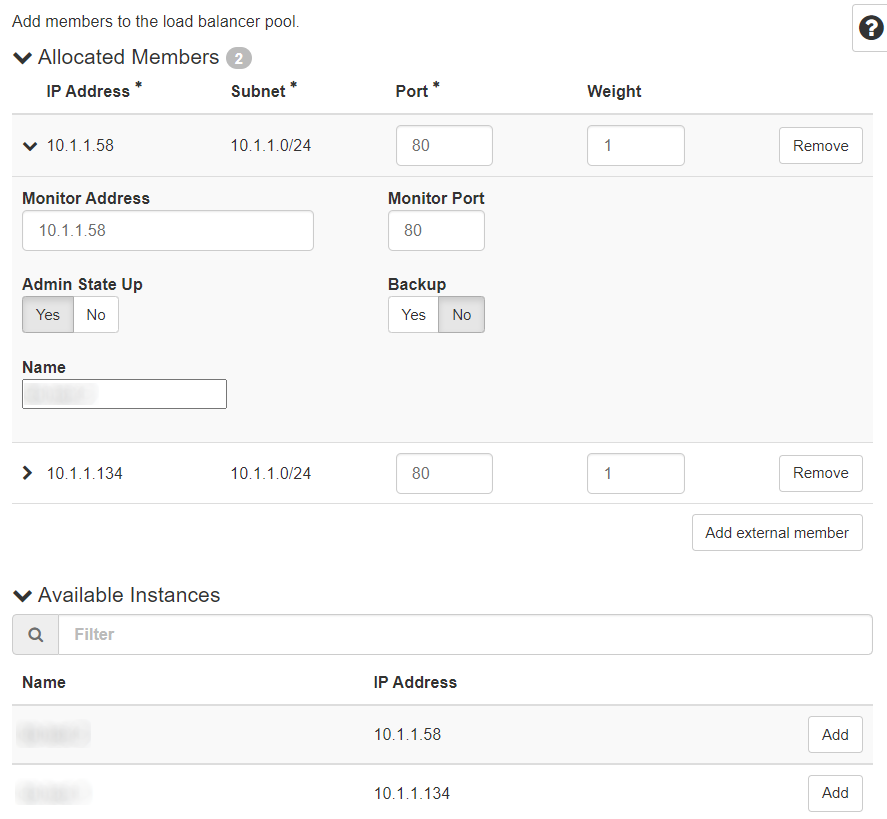 Add members to the load balancer pool.
?
Allocated Members 2
IP Address * Subnet * Port * Weight
10.1.1.58 10.1.1.0/24 80 1 Remove
Monitor Address Monitor Port
10.1.1.58 80
Admin State Up Backup
Yes No Yes No
Name
10.1.1.134 10.1.1.0/24 80 1 Remove
Add external member
Available Instances
Filter
Name IP Address
10.1.1.58 Add
10.1.1.134 Add